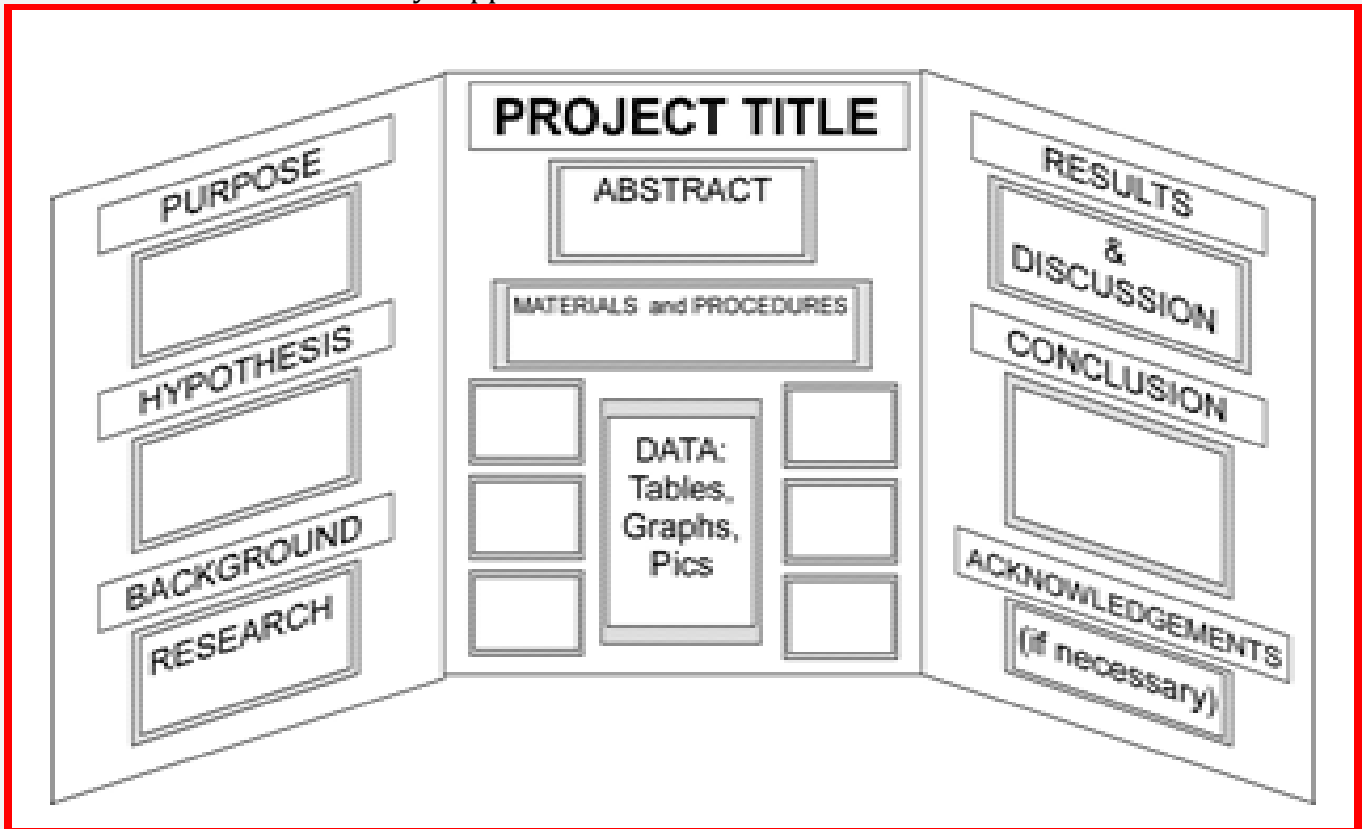 PURPOSE
HYPOTHESIS
BACKGROUND
RESEARCH
PROJECT TITLE
ABSTRACT
MATERIALS and PROCEDURES
DATA:
Tables,
Graphs,
Pics
RESULTS
&
DISCUSSION
CONCLUSION
ACKNOWLEDGEMENTS
(if necessary)